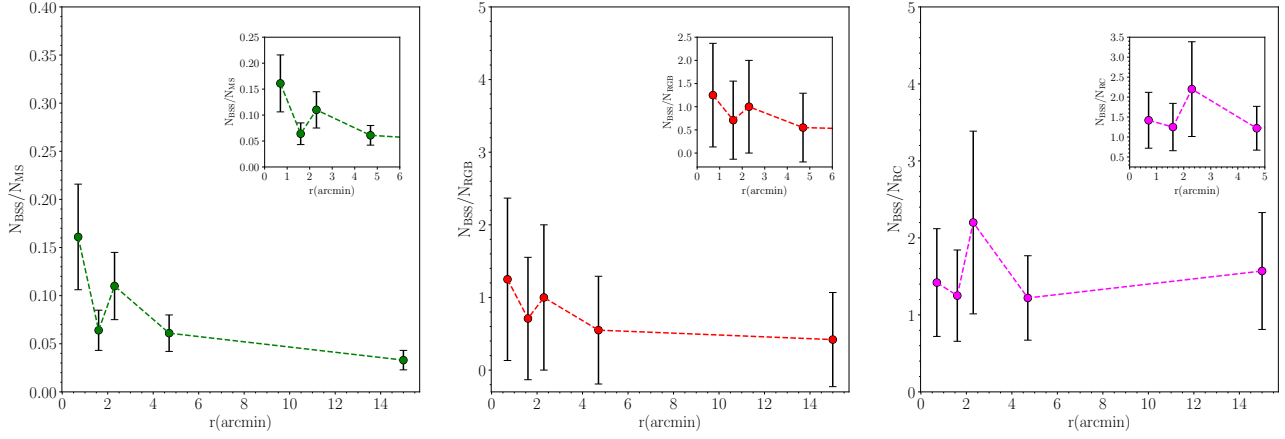 0.40
0.35
0.30
0.25
0.20
0.15
0.10
0.05
0.00
N_BSS/N_MS
0 2 4 6 8 10 12 14
r(arcmin)
0.25
0.20
0.15
0.10
0.05
0.00
N_BSS/N_MS
0 1 2 3 4 5 6
r(arcmin)
5
4
3
2
1
0
N_BSS/N_RGB
0 2 4 6 8 10 12 14
r(arcmin)
2.5
2.0
1.5
1.0
0.5
0.0
N_BSS/N_RGB
0 1 2 3 4 5 6
r(arcmin)
5
4
3
2
1
0
N_BSS/N_RC
0 2 4 6 8 10 12 14
r(arcmin)
3.5
3.0
2.5
2.0
1.5
1.0
0.5
N_BSS/N_RC
0 1 2 3 4 5
r(arcmin)